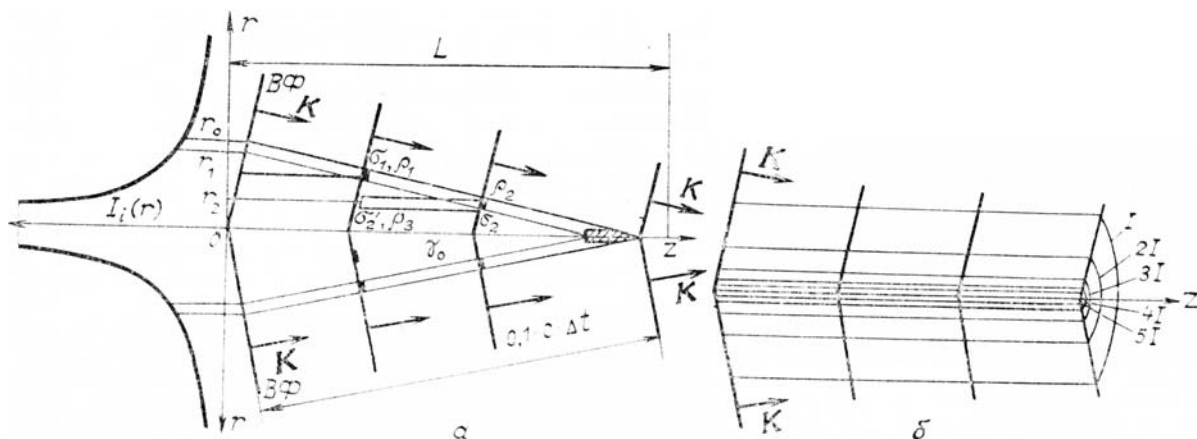 r
L
ВФ
K
r₀
r₁
σ₁, ρ₁
r₂
ρ₂
K
I
I_i(r)
σ₂', ρ₃
σ₂
2I
3I
0
γ₀
Z
K
Z
4I
5I
K
0,1·c·Δt
K
ВФ
K
r
а
б